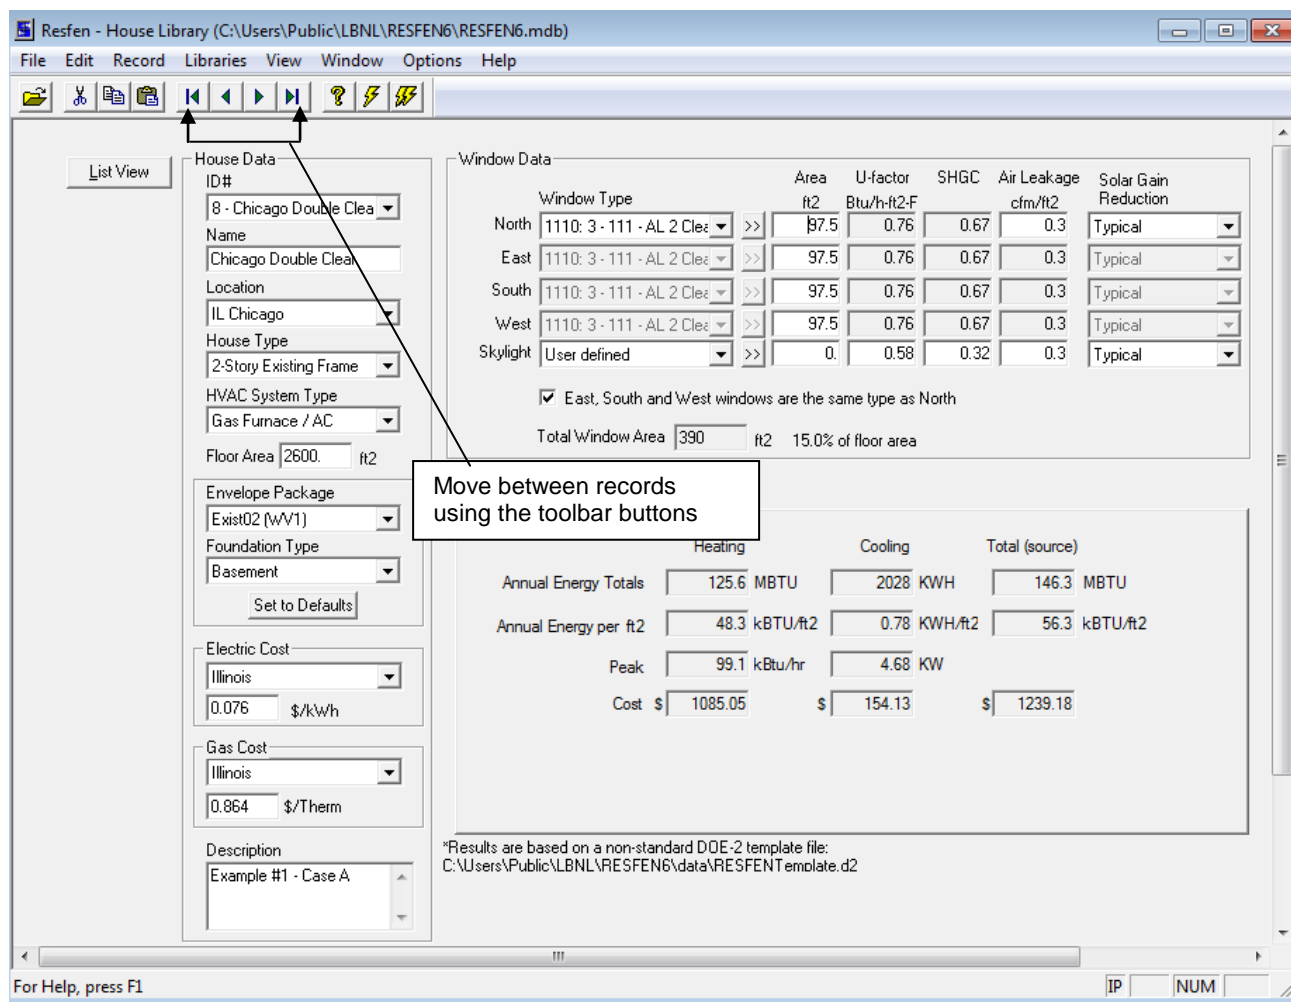 Resfen - House Library (C:\Users\Public\LBNL\RESFEN6\RESFEN6.mdb)
File Edit Record Libraries View Window Options Help
List View
House Data
ID#
8 - Chicago Double Clea
Name
Chicago Double Clear
Location
IL Chicago
House Type
2-Story Existing Frame
HVAC System Type
Gas Furnace / AC
Floor Area 2600. ft2
Envelope Package
Exist02 (WV1)
Foundation Type
Basement
Set to Defaults
Electric Cost
Illinois
0.076 $/kWh
Gas Cost
Illinois
0.864 $/Therm
Description
Example #1 - Case A
Window Data
Window Type Area ft2 U-factor Btu/h-ft2-F SHGC Air Leakage cfm/ft2 Solar Gain Reduction
North 1110: 3 - 111 - AL 2 Clea >> 97.5 0.76 0.67 0.3 Typical
East 1110: 3 - 111 - AL 2 Clea >> 97.5 0.76 0.67 0.3 Typical
South 1110: 3 - 111 - AL 2 Clea >> 97.5 0.76 0.67 0.3 Typical
West 1110: 3 - 111 - AL 2 Clea >> 97.5 0.76 0.67 0.3 Typical
Skylight User defined >> 0. 0.58 0.32 0.3 Typical
East, South and West windows are the same type as North
Total Window Area 390 ft2 15.0% of floor area
Move between records
using the toolbar buttons
Heating Cooling Total (source)
Annual Energy Totals 125.6 MBTU 2028 KWH 146.3 MBTU
Annual Energy per ft2 48.3 kBTU/ft2 0.78 KWH/ft2 56.3 kBTU/ft2
Peak 99.1 kBtu/hr 4.68 KW
Cost $ 1085.05 $ 154.13 $ 1239.18
*Results are based on a non-standard DOE-2 template file:
C:\Users\Public\LBNL\RESFEN6\data\RESFENTemplate.d2
For Help, press F1
IP NUM